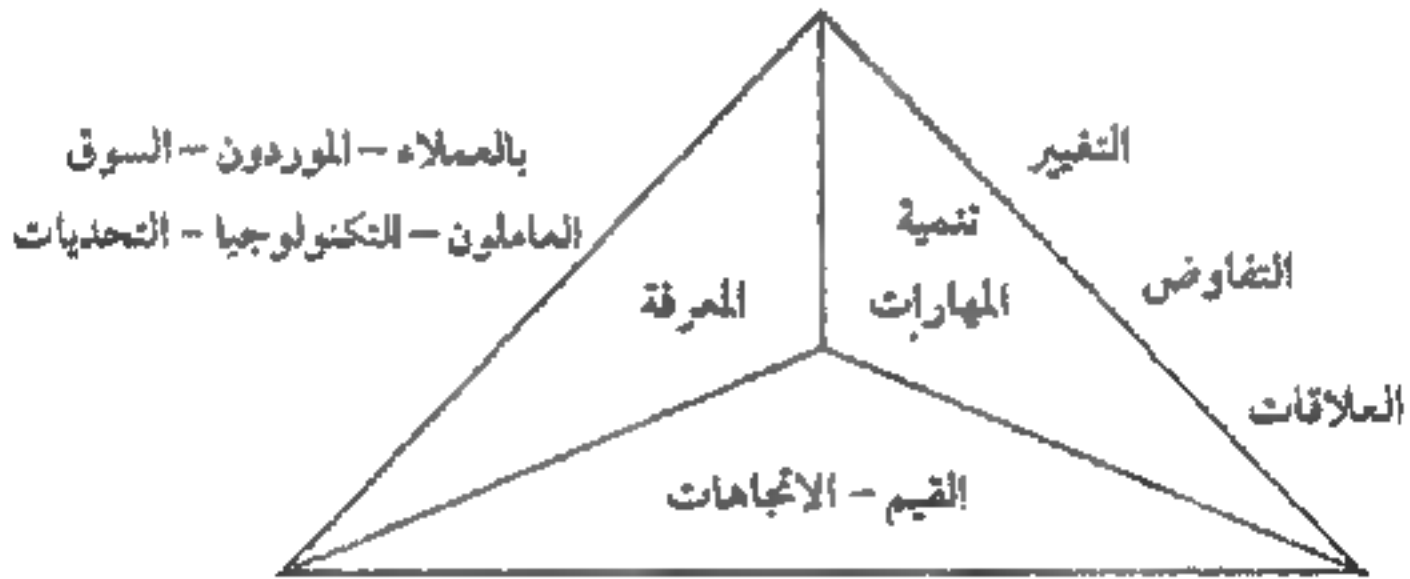 بالعملاء - الموردون - السوق
العاملون - التكنولوجيا - التحديات
التغيير
التفاوض
العلاقات
تنمية
المهارات
المعرفة
القيم - الاتجاهات